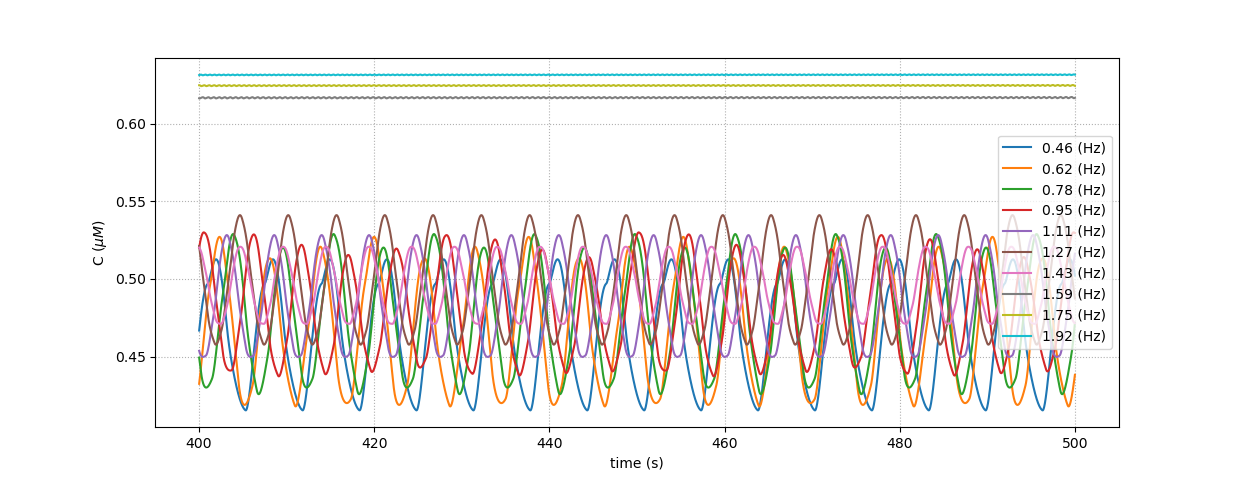 C (μM)
0.60
0.55
0.50
0.45
400
420
440
460
480
500
time (s)
0.46 (Hz)
0.62 (Hz)
0.78 (Hz)
0.95 (Hz)
1.11 (Hz)
1.27 (Hz)
1.43 (Hz)
1.59 (Hz)
1.75 (Hz)
1.92 (Hz)